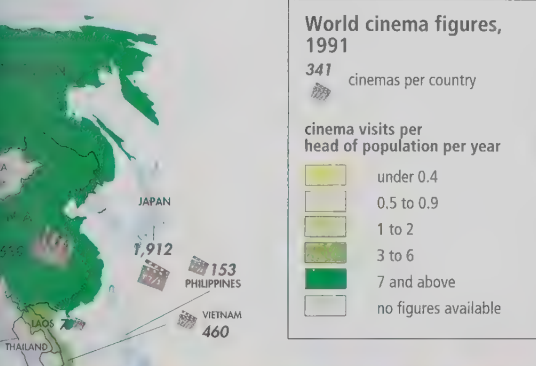 World cinema figures,
1991
341
cinemas per country
cinema visits per
head of population per year
under 0.4
0.5 to 0.9
1 to 2
3 to 6
7 and above
no figures available
JAPAN
1,912
153
PHILIPPINES
VIETNAM
460
LAOS 7
THAILAND